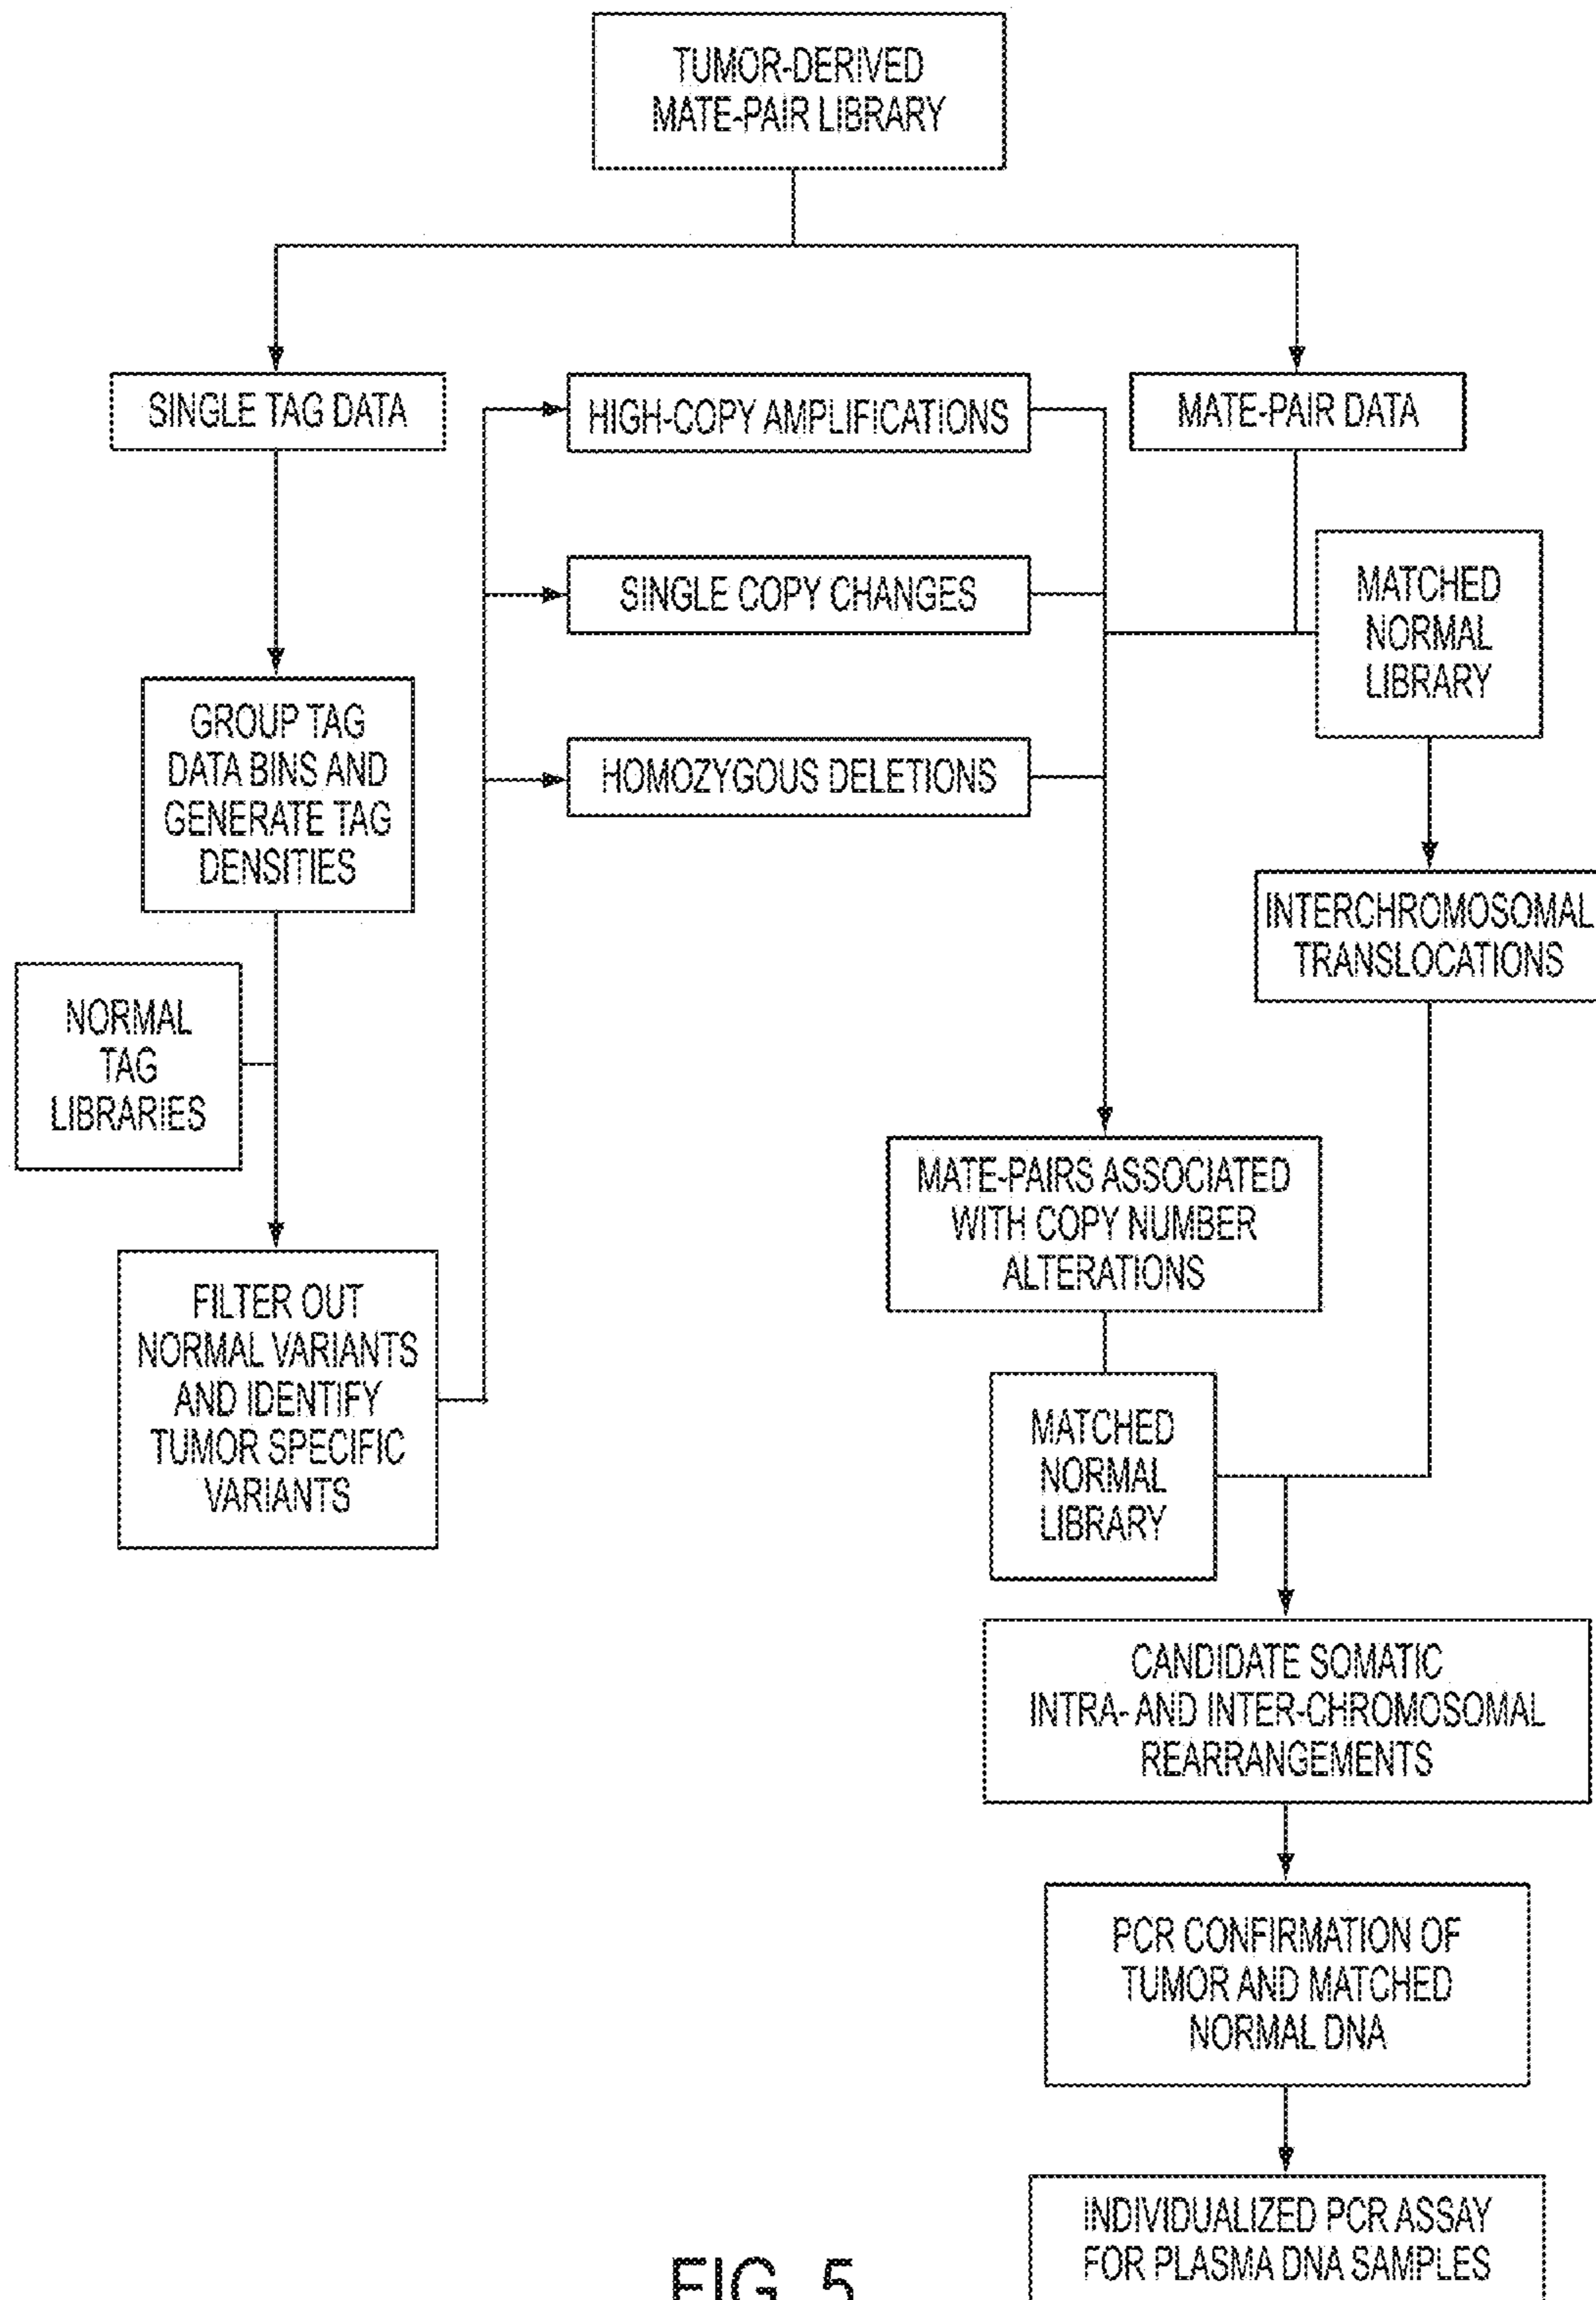 TUMOR-DERIVED
MATE-PAIR LIBRARY
SINGLE TAG DATA
HIGH-COPY AMPLIFICATIONS
MATE-PAIR DATA
SINGLE COPY CHANGES
MATCHED
NORMAL
LIBRARY
GROUP TAG
DATA BINS AND
GENERATE TAG
DENSITIES
HOMOZYGOUS DELETIONS
INTERCHROMOSOMAL
TRANSLOCATIONS
NORMAL
TAG
LIBRARIES
MATE-PAIRS ASSOCIATED
WITH COPY NUMBER
ALTERATIONS
FILTER OUT
NORMAL VARIANTS
AND IDENTIFY
TUMOR SPECIFIC
VARIANTS
MATCHED
NORMAL
LIBRARY
CANDIDATE SOMATIC
INTRA- AND INTER-CHROMOSOMAL
REARRANGEMENTS
PCR CONFIRMATION OF
TUMOR AND MATCHED
NORMAL DNA
INDIVIDUALIZED PCR ASSAY
FOR PLASMA DNA SAMPLES
FIG. 5